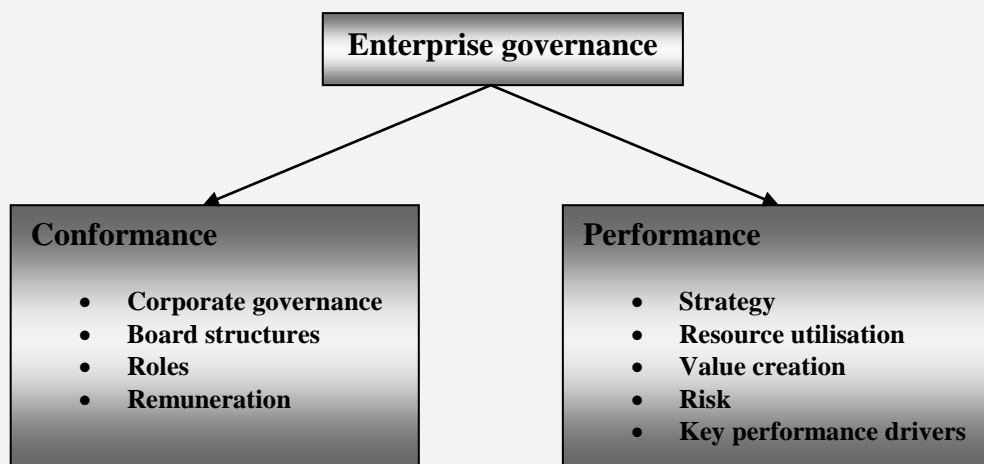 Enterprise governance
Conformance
• Corporate governance
• Board structures
• Roles
• Remuneration
Performance
• Strategy
• Resource utilisation
• Value creation
• Risk
• Key performance drivers